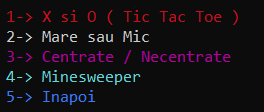 1-> X si O ( Tic Tac Toe )
2-> Mare sau Mic
3-> Centrate / Necentrate
4-> Minesweeper
5-> Inapoi